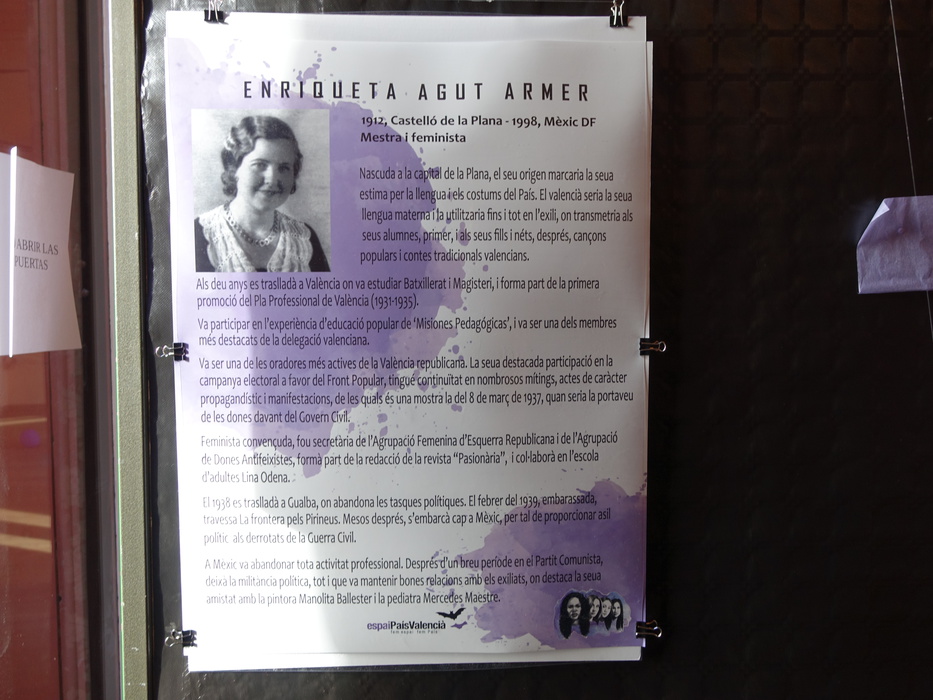 ENRIQUETA AGUT ARMER
1912, Castelló de la Plana - 1998, Mèxic DF
Mestra i feminista
Nascuda a la capital de la Plana, el seu origen marcaria la seua
estima per la llengua i els costums del País. El valencià seria la seua
llengua materna i la utilitzaria fins i tot en l'exili, on transmetria als
seus alumnes, primer, i als seus fills i néts, després, cançons
populars i contes tradicionals valencians.
Als deu anys es traslladà a València on va estudiar Batxillerat i Magisteri, i forma part de la primera
promoció del Pla Professional de València (1931-1935).
Va participar en l'experiència d'educació popular de 'Misiones Pedagógicas', i va ser una dels membres
més destacats de la delegació valenciana.
Va ser una de les oradores més actives de la València republicana. La seua destacada participació en la
campanya electoral a favor del Front Popular, tingué continuïtat en nombrosos mítings, actes de caràcter
propagandístic i manifestacions, de les quals és una mostra la del 8 de març de 1937, quan seria la portaveu
de les dones davant del Govern Civil.
Feminista convençuda, fou secretària de l'Agrupació Femenina d'Esquerra Republicana i de l'Agrupació
de Dones Antifeixistes, formà part de la redacció de la revista "Pasionària", i col·laborà en l'escola
d'adultes Lina Odena.
El 1938 es traslladà a Gualba, on abandona les tasques polítiques. El febrer del 1939, embarassada,
travessa La frontera pels Pirineus. Mesos després, s'embarcà cap a Mèxic, per tal de proporcionar asil
polític als derrotats de la Guerra Civil.
A Mèxic va abandonar tota activitat professional. Després d'un breu període en el Partit Comunista,
deixa la militància política, tot i que va mantenir bones relacions amb els exiliats, on destaca la seua
amistat amb la pintora Manolita Ballester i la pediatra Mercedes Maestre.
espaiPaísValencià
fem espai fem País
ABRIR LAS
PUERTAS